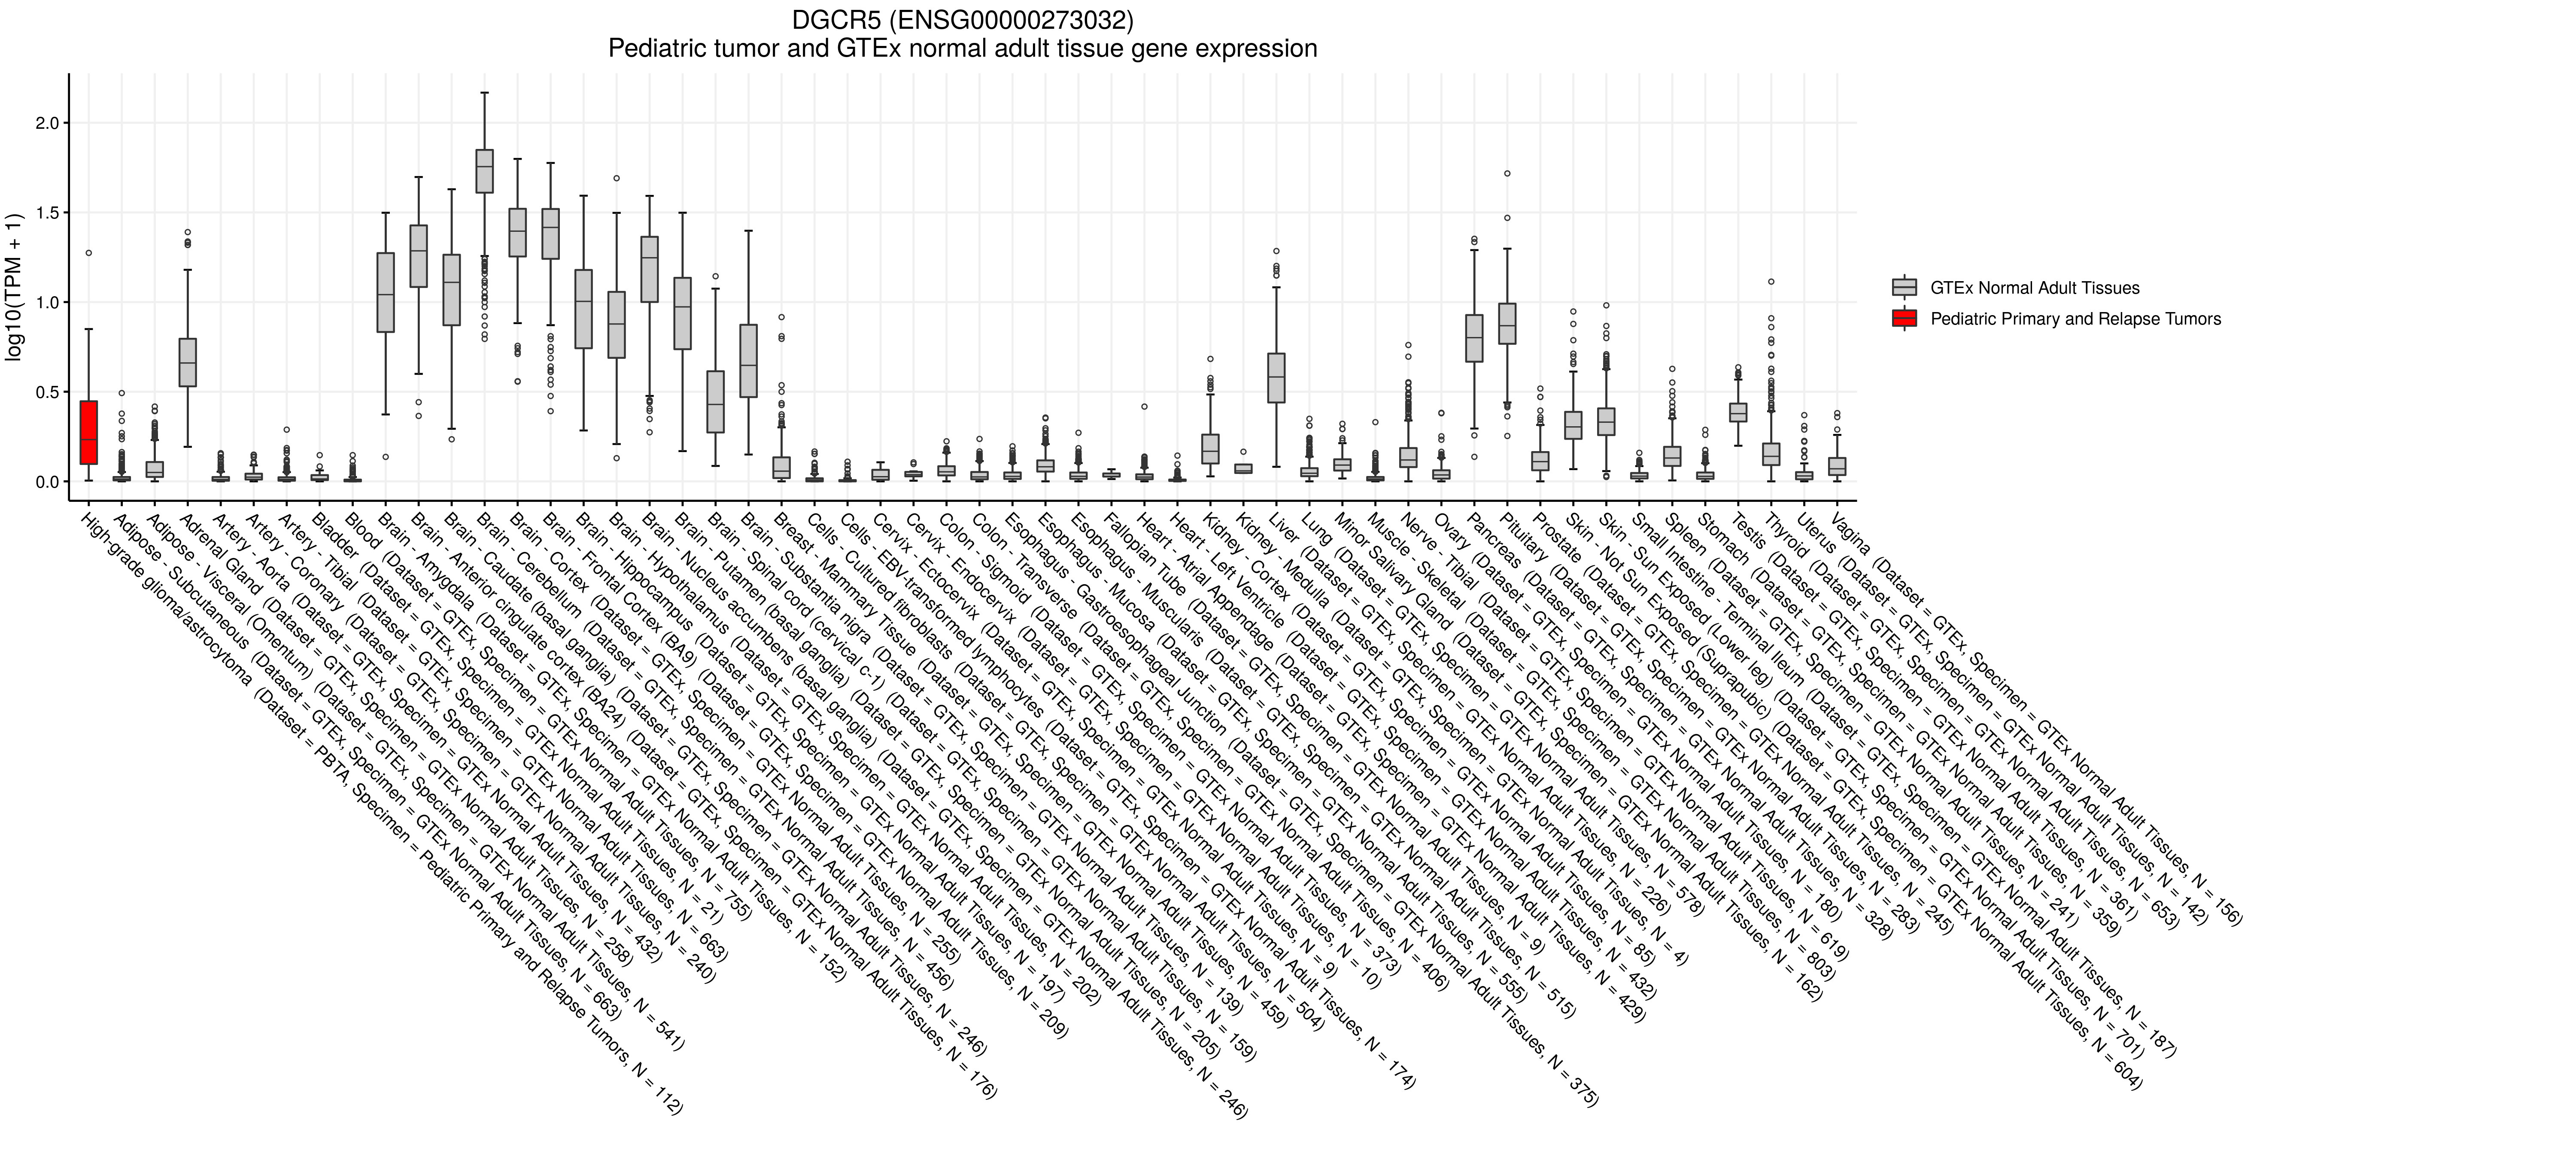 DGCR5 (ENSG00000273032)
Pediatric tumor and GTEx normal adult tissue gene expression
log10(TPM + 1)
2.0
1.5
1.0
0.5
0.0
GTEx Normal Adult Tissues
Pediatric Primary and Relapse Tumors
High-grade glioma/astrocytoma (Dataset = PBTA, Specimen = Pediatric Primary and Relapse Tumors, N = 112)
Adipose - Subcutaneous (Dataset = GTEx, Specimen = GTEx Normal Adult Tissues, N = 663)
Adipose - Visceral (Omentum) (Dataset = GTEx, Specimen = GTEx Normal Adult Tissues, N = 541)
Adrenal Gland (Dataset = GTEx, Specimen = GTEx Normal Adult Tissues, N = 258)
Artery - Aorta (Dataset = GTEx, Specimen = GTEx Normal Adult Tissues, N = 432)
Artery - Coronary (Dataset = GTEx, Specimen = GTEx Normal Adult Tissues, N = 240)
Artery - Tibial (Dataset = GTEx, Specimen = GTEx Normal Adult Tissues, N = 663)
Bladder (Dataset = GTEx, Specimen = GTEx Normal Adult Tissues, N = 21)
Blood (Dataset = GTEx, Specimen = GTEx Normal Adult Tissues, N = 755)
Brain - Amygdala (Dataset = GTEx, Specimen = GTEx Normal Adult Tissues, N = 152)
Brain - Anterior cingulate cortex (BA24) (Dataset = GTEx, Specimen = GTEx Normal Adult Tissues, N = 176)
Brain - Caudate (basal ganglia) (Dataset = GTEx, Specimen = GTEx Normal Adult Tissues, N = 246)
Brain - Cerebellum (Dataset = GTEx, Specimen = GTEx Normal Adult Tissues, N = 456)
Brain - Cortex (Dataset = GTEx, Specimen = GTEx Normal Adult Tissues, N = 255)
Brain - Frontal Cortex (BA9) (Dataset = GTEx, Specimen = GTEx Normal Adult Tissues, N = 209)
Brain - Hippocampus (Dataset = GTEx, Specimen = GTEx Normal Adult Tissues, N = 197)
Brain - Hypothalamus (Dataset = GTEx, Specimen = GTEx Normal Adult Tissues, N = 202)
Brain - Nucleus accumbens (basal ganglia) (Dataset = GTEx, Specimen = GTEx Normal Adult Tissues, N = 246)
Brain - Putamen (basal ganglia) (Dataset = GTEx, Specimen = GTEx Normal Adult Tissues, N = 205)
Brain - Spinal cord (cervical c-1) (Dataset = GTEx, Specimen = GTEx Normal Adult Tissues, N = 159)
Brain - Substantia nigra (Dataset = GTEx, Specimen = GTEx Normal Adult Tissues, N = 139)
Breast - Mammary Tissue (Dataset = GTEx, Specimen = GTEx Normal Adult Tissues, N = 459)
Cells - Cultured fibroblasts (Dataset = GTEx, Specimen = GTEx Normal Adult Tissues, N = 504)
Cells - EBV-transformed lymphocytes (Dataset = GTEx, Specimen = GTEx Normal Adult Tissues, N = 174)
Cervix - Ectocervix (Dataset = GTEx, Specimen = GTEx Normal Adult Tissues, N = 9)
Cervix - Endocervix (Dataset = GTEx, Specimen = GTEx Normal Adult Tissues, N = 10)
Colon - Sigmoid (Dataset = GTEx, Specimen = GTEx Normal Adult Tissues, N = 373)
Colon - Transverse (Dataset = GTEx, Specimen = GTEx Normal Adult Tissues, N = 406)
Esophagus - Gastroesophageal Junction (Dataset = GTEx, Specimen = GTEx Normal Adult Tissues, N = 375)
Esophagus - Mucosa (Dataset = GTEx, Specimen = GTEx Normal Adult Tissues, N = 555)
Esophagus - Muscularis (Dataset = GTEx, Specimen = GTEx Normal Adult Tissues, N = 515)
Fallopian Tube (Dataset = GTEx, Specimen = GTEx Normal Adult Tissues, N = 9)
Heart - Atrial Appendage (Dataset = GTEx, Specimen = GTEx Normal Adult Tissues, N = 429)
Heart - Left Ventricle (Dataset = GTEx, Specimen = GTEx Normal Adult Tissues, N = 432)
Kidney - Cortex (Dataset = GTEx, Specimen = GTEx Normal Adult Tissues, N = 85)
Kidney - Medulla (Dataset = GTEx, Specimen = GTEx Normal Adult Tissues, N = 4)
Liver (Dataset = GTEx, Specimen = GTEx Normal Adult Tissues, N = 226)
Lung (Dataset = GTEx, Specimen = GTEx Normal Adult Tissues, N = 578)
Minor Salivary Gland (Dataset = GTEx, Specimen = GTEx Normal Adult Tissues, N = 162)
Muscle - Skeletal (Dataset = GTEx, Specimen = GTEx Normal Adult Tissues, N = 803)
Nerve - Tibial (Dataset = GTEx, Specimen = GTEx Normal Adult Tissues, N = 619)
Ovary (Dataset = GTEx, Specimen = GTEx Normal Adult Tissues, N = 180)
Pancreas (Dataset = GTEx, Specimen = GTEx Normal Adult Tissues, N = 328)
Pituitary (Dataset = GTEx, Specimen = GTEx Normal Adult Tissues, N = 283)
Prostate (Dataset = GTEx, Specimen = GTEx Normal Adult Tissues, N = 245)
Skin - Not Sun Exposed (Suprapubic) (Dataset = GTEx, Specimen = GTEx Normal Adult Tissues, N = 604)
Skin - Sun Exposed (Lower leg) (Dataset = GTEx, Specimen = GTEx Normal Adult Tissues, N = 701)
Small Intestine - Terminal Ileum (Dataset = GTEx, Specimen = GTEx Normal Adult Tissues, N = 187)
Spleen (Dataset = GTEx, Specimen = GTEx Normal Adult Tissues, N = 241)
Stomach (Dataset = GTEx, Specimen = GTEx Normal Adult Tissues, N = 359)
Testis (Dataset = GTEx, Specimen = GTEx Normal Adult Tissues, N = 361)
Thyroid (Dataset = GTEx, Specimen = GTEx Normal Adult Tissues, N = 653)
Uterus (Dataset = GTEx, Specimen = GTEx Normal Adult Tissues, N = 142)
Vagina (Dataset = GTEx, Specimen = GTEx Normal Adult Tissues, N = 156)